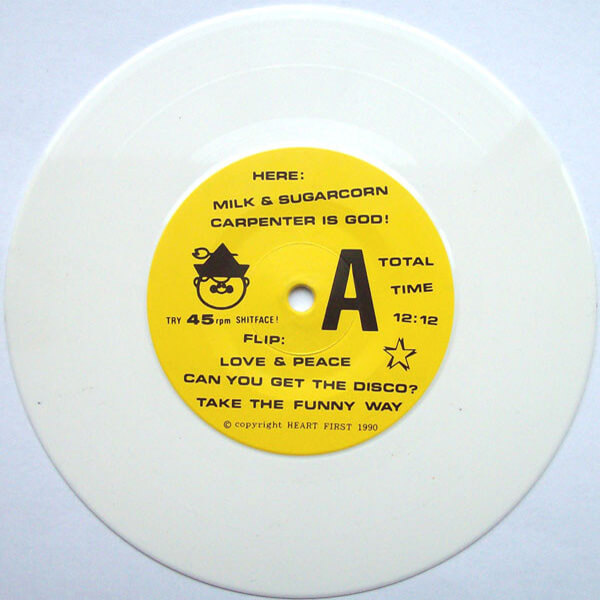 HERE:
MILK & SUGARCORN
CARPENTER IS GOD!
A
TOTAL
TIME
12:12
TRY 45rpm SHITFACE!
FLIP:
LOVE & PEACE
CAN YOU GET THE DISCO?
TAKE THE FUNNY WAY
© copyright HEART FIRST 1990